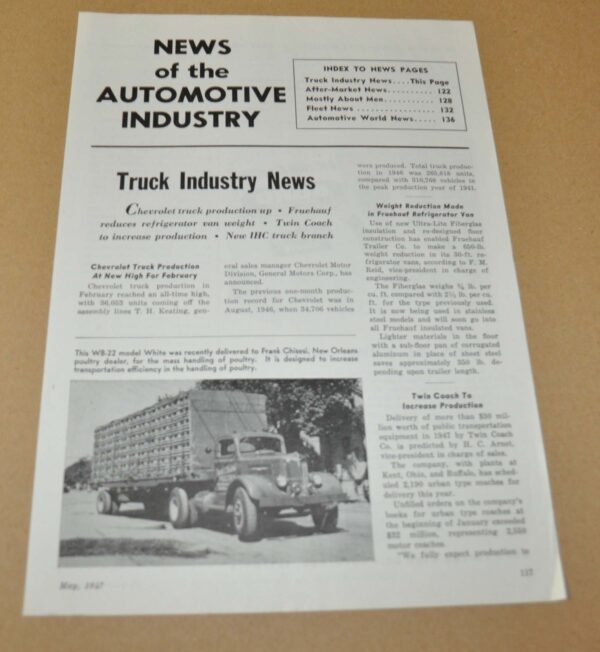 NEWS
of the
AUTOMOTIVE
INDUSTRY
INDEX TO NEWS PAGES
Truck Industry News....This Page
After-Market News.......... 122
Mostly About Men........... 128
Fleet News ................ 132
Automotive World News..... 136
Truck Industry News
Chevrolet truck production up • Fruehauf
reduces refrigerator van weight • Twin Coach
to increase production • New IHC truck branch
Chevrolet Truck Production
At New High For February
Chevrolet truck production in
February reached an all-time high,
with 36,053 units coming off the
assembly lines T. H. Keating, gen-
eral sales manager Chevrolet Motor
Division, General Motors Corp., has
announced.
The previous one-month produc-
tion record for Chevrolet was in
August, 1946, when 34,706 vehicles
were produced. Total truck produc-
tion in 1946 was 265,618 units,
compared with 316,766 vehicles in
the peak production year of 1941.
Weight Reduction Made
in Fruehauf Refrigerator Van
Use of new Ultra-Lite Fiberglas
insulation and re-designed floor
construction has enabled Fruehauf
Trailer Co. to make a 650-lb.
weight reduction in its 30-ft. re-
frigerator vans, according to F. M.
Reid, vice-president in charge of
engineering.
The Fiberglas weighs ¾ lb. per
cu. ft. compared with 2½ lb. per cu.
ft. for the type previously used.
It is now being used in stainless
steel models and will soon go into
all Fruehauf insulated vans.
Lighter materials in the floor
with a sub-floor pan of corrugated
aluminum in place of sheet steel
saves approximately 350 lb. de-
pending upon trailer length.
This WB-22 model White was recently delivered to Frank Chisesi, New Orleans
poultry dealer, for the mass handling of poultry. It is designed to increase
transportation efficiency in the handling of poultry.
Twin Coach To
Increase Production
Delivery of more than $30 mil-
lion worth of public transportation
equipment in 1947 by Twin Coach
Co. is predicted by H. C. Arnot,
vice-president in charge of sales.
The company, with plants at
Kent, Ohio, and Buffalo, has sched-
uled 2,190 urban type coaches for
delivery this year.
Unfilled orders on the company's
books for urban type coaches at
the beginning of January exceeded
$32 million, representing 2,550
motor coaches.
"We fully expect production to
May, 1947
117